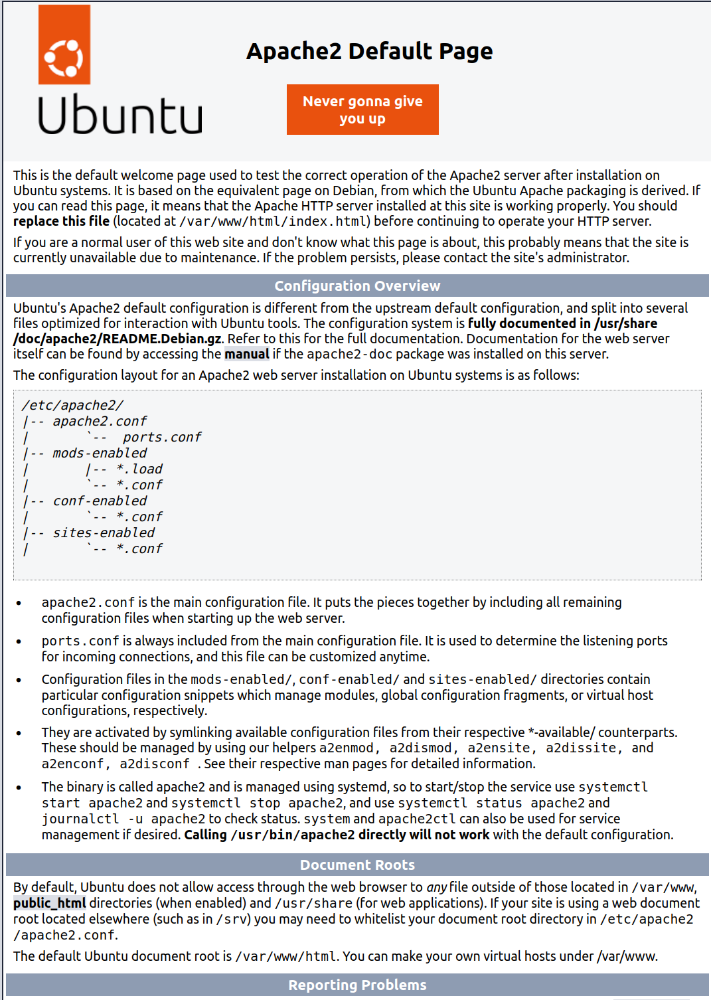 Ubuntu
Apache2 Default Page
Never gonna give
you up
This is the default welcome page used to test the correct operation of the Apache2 server after installation on
Ubuntu systems. It is based on the equivalent page on Debian, from which the Ubuntu Apache packaging is derived. If
you can read this page, it means that the Apache HTTP server installed at this site is working properly. You should
replace this file (located at /var/www/html/index.html) before continuing to operate your HTTP server.
If you are a normal user of this web site and don't know what this page is about, this probably means that the site is
currently unavailable due to maintenance. If the problem persists, please contact the site's administrator.
Configuration Overview
Ubuntu's Apache2 default configuration is different from the upstream default configuration, and split into several
files optimized for interaction with Ubuntu tools. The configuration system is fully documented in /usr/share
/doc/apache2/README.Debian.gz. Refer to this for the full documentation. Documentation for the web server
itself can be found by accessing the manual if the apache2-doc package was installed on this server.
The configuration layout for an Apache2 web server installation on Ubuntu systems is as follows:
/etc/apache2/
|-- apache2.conf
|       `--  ports.conf
|-- mods-enabled
|       |-- *.load
|       `-- *.conf
|-- conf-enabled
|       `-- *.conf
|-- sites-enabled
|       `-- *.conf
• apache2.conf is the main configuration file. It puts the pieces together by including all remaining
configuration files when starting up the web server.
• ports.conf is always included from the main configuration file. It is used to determine the listening ports
for incoming connections, and this file can be customized anytime.
• Configuration files in the mods-enabled/, conf-enabled/ and sites-enabled/ directories contain
particular configuration snippets which manage modules, global configuration fragments, or virtual host
configurations, respectively.
• They are activated by symlinking available configuration files from their respective *-available/ counterparts.
These should be managed by using our helpers a2enmod, a2dismod, a2ensite, a2dissite, and
a2enconf, a2disconf . See their respective man pages for detailed information.
• The binary is called apache2 and is managed using systemd, so to start/stop the service use systemctl
start apache2 and systemctl stop apache2, and use systemctl status apache2 and
journalctl -u apache2 to check status. system and apache2ctl can also be used for service
management if desired. Calling /usr/bin/apache2 directly will not work with the default configuration.
Document Roots
By default, Ubuntu does not allow access through the web browser to any file outside of those located in /var/www,
public_html directories (when enabled) and /usr/share (for web applications). If your site is using a web document
root located elsewhere (such as in /srv) you may need to whitelist your document root directory in /etc/apache2
/apache2.conf.
The default Ubuntu document root is /var/www/html. You can make your own virtual hosts under /var/www.
Reporting Problems